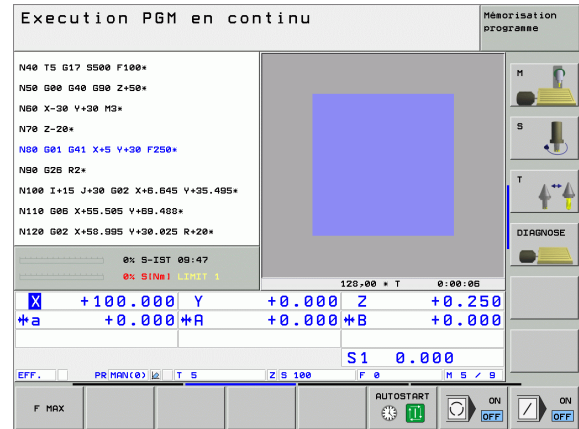 Execution PGM en continu
Mémorisation
programme
N40 T5 G17 S500 F100*
N50 G00 G40 G90 Z+50*
N60 X-30 Y+30 M3*
N70 Z-20*
N80 G01 G41 X+5 Y+30 F250*
N90 G26 R2*
N100 I+15 J+30 G02 X+6.645 Y+35.495*
N110 G06 X+55.505 Y+69.488*
N120 G02 X+58.995 Y+30.025 R+20*
0% S-IST 09:47
0% S[Nm] LIMIT 1
128,00 * T 0:00:06
X +100.000 Y +0.000 Z +0.250
a +0.000 A +0.000 B +0.000
S1 0.000
EFF. PR MAN(0) T 5 Z S 100 F 0 M 5 / 9
M
S
T
DIAGNOSE
F MAX
AUTOSTART
ON
OFF
ON
OFF